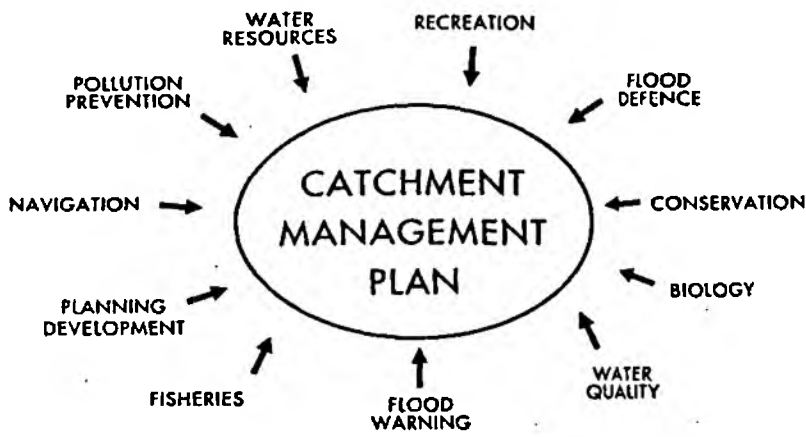 WATER
RESOURCES
RECREATION
POLLUTION
PREVENTION
FLOOD
DEFENCE
CATCHMENT
MANAGEMENT
PLAN
NAVIGATION
CONSERVATION
PLANNING
DEVELOPMENT
BIOLOGY
FISHERIES
FLOOD
WARNING
WATER
QUALITY